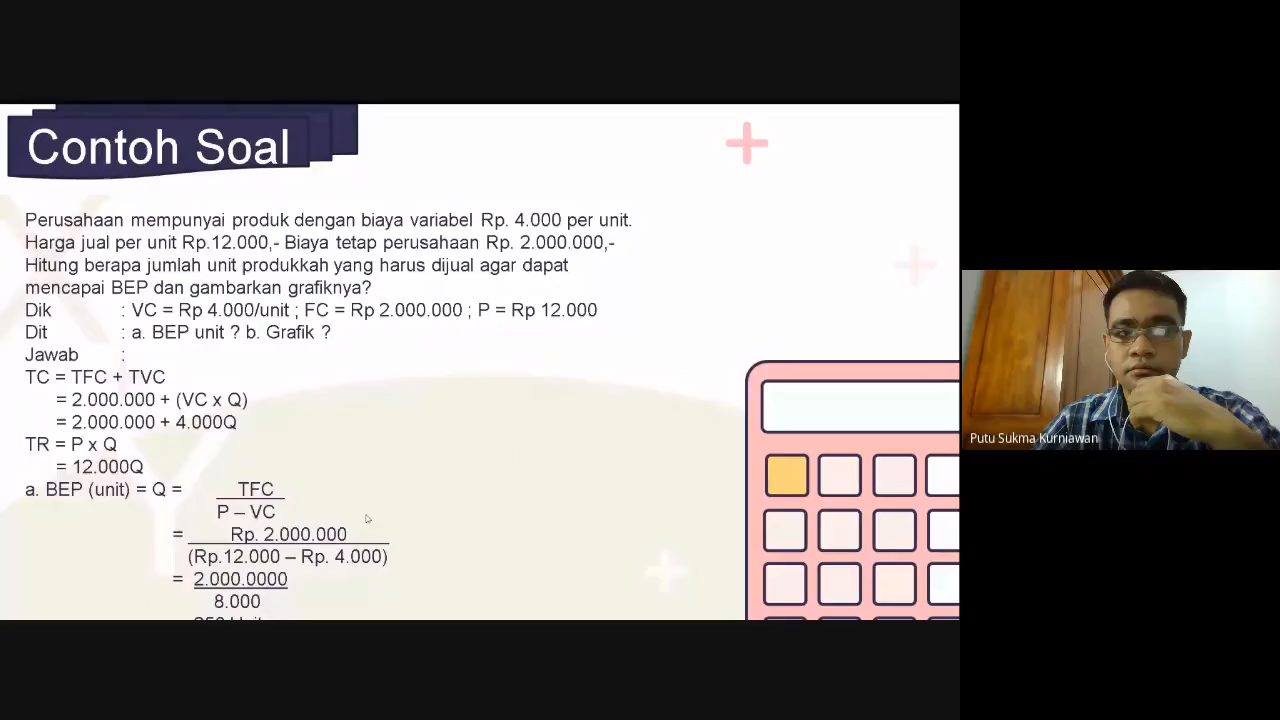 Contoh Soal
Perusahaan mempunyai produk dengan biaya variabel Rp. 4.000 per unit.
Harga jual per unit Rp.12.000,- Biaya tetap perusahaan Rp. 2.000.000,-
Hitung berapa jumlah unit produkkah yang harus dijual agar dapat
mencapai BEP dan gambarkan grafiknya?
Dik : VC = Rp 4.000/unit ; FC = Rp 2.000.000 ; P = Rp 12.000
Dit : a. BEP unit ? b. Grafik ?
Jawab :
TC = TFC + TVC
= 2.000.000 + (VC x Q)
= 2.000.000 + 4.000Q
TR = P x Q
= 12.000Q
a. BEP (unit) = Q = TFC
P – VC
= Rp. 2.000.000
(Rp.12.000 – Rp. 4.000)
= 2.000.0000
8.000
Putu Sukma Kurniawan